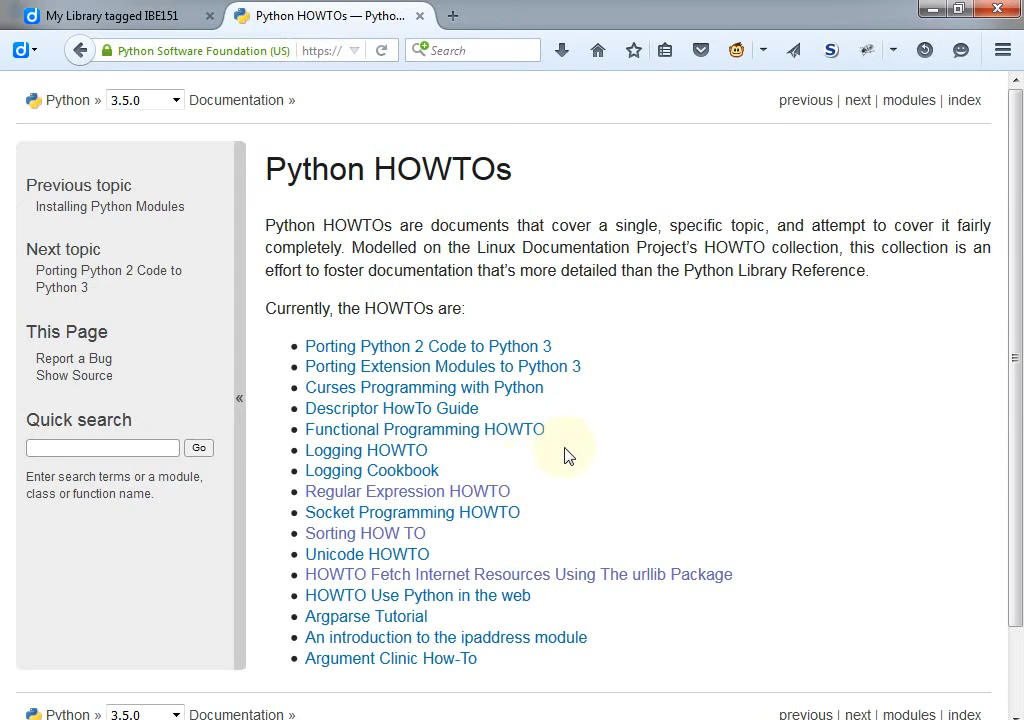 My Library tagged IBE151
Python HOWTOs — Pytho...
Python Software Foundation (US)
https://
Search
Python » 3.5.0 Documentation »
previous | next | modules | index
Previous topic
Installing Python Modules
Next topic
Porting Python 2 Code to
Python 3
This Page
Report a Bug
Show Source
Quick search
Go
Enter search terms or a module,
class or function name.
«
Python HOWTOs
Python HOWTOs are documents that cover a single, specific topic, and attempt to cover it fairly
completely. Modelled on the Linux Documentation Project’s HOWTO collection, this collection is an
effort to foster documentation that’s more detailed than the Python Library Reference.
Currently, the HOWTOs are:
Porting Python 2 Code to Python 3
Porting Extension Modules to Python 3
Curses Programming with Python
Descriptor HowTo Guide
Functional Programming HOWTO
Logging HOWTO
Logging Cookbook
Regular Expression HOWTO
Socket Programming HOWTO
Sorting HOW TO
Unicode HOWTO
HOWTO Fetch Internet Resources Using The urllib Package
HOWTO Use Python in the web
Argparse Tutorial
An introduction to the ipaddress module
Argument Clinic How-To
Python » 3.5.0 Documentation »
previous | next | modules | index